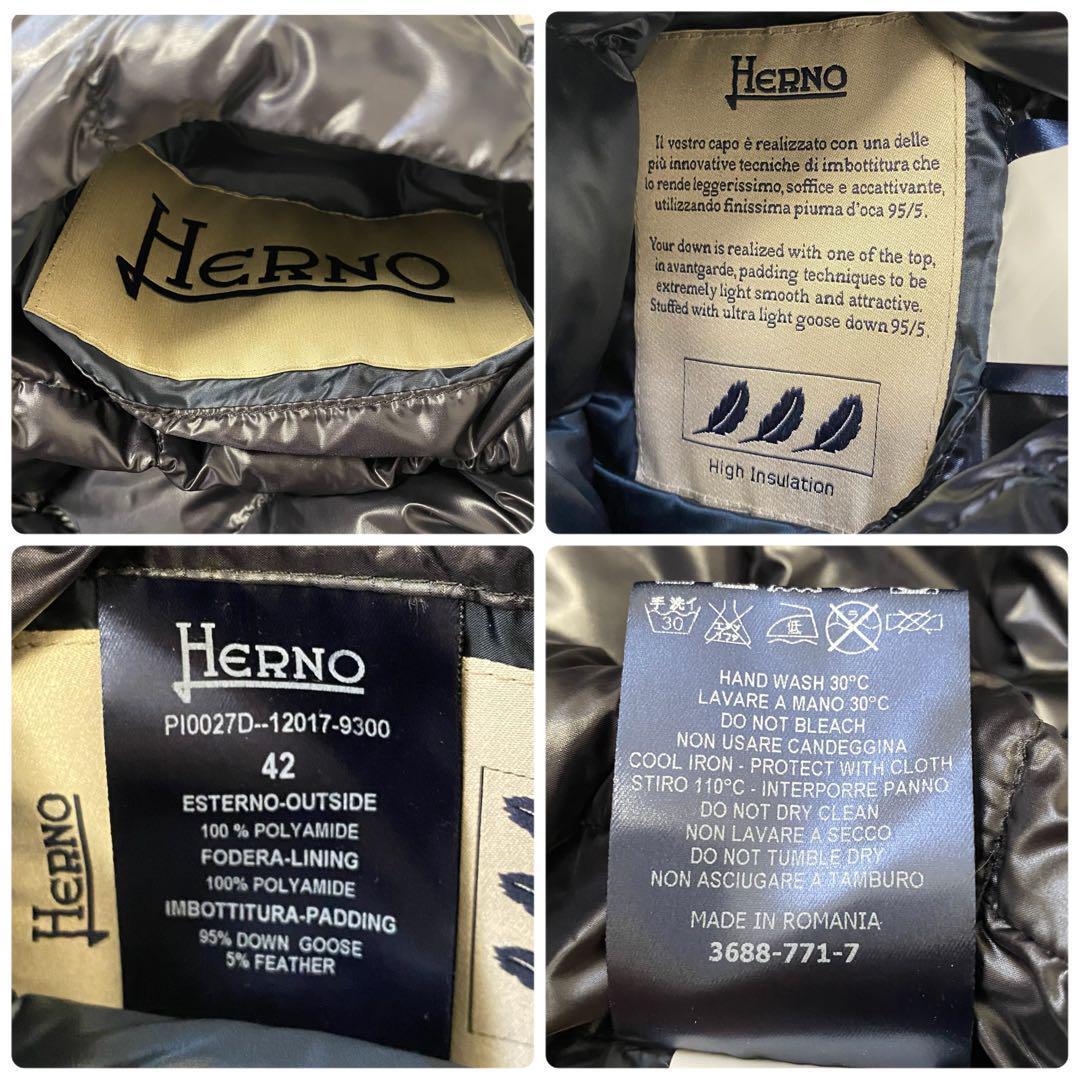 HERNO
HERNO
Il vostro capo è realizzato con una delle
più innovative tecniche di imbottitura che
lo rende leggerissimo, soffice e accattivante,
utilizzando finissima piuma d'oca 95/5.
Your down is realized with one of the top,
in avantgarde, padding techniques to be
extremely light smooth and attractive.
Stuffed with ultra light goose down 95/5.
High Insulation
HERNO
PI0027D--12017-9300
42
ESTERNO-OUTSIDE
100 % POLYAMIDE
FODERA-LINING
100% POLYAMIDE
IMBOTTITURA-PADDING
95% DOWN GOOSE
5% FEATHER
HERNO
手洗イ
30
低
HAND WASH 30°C
LAVARE A MANO 30°C
DO NOT BLEACH
NON USARE CANDEGGINA
COOL IRON - PROTECT WITH CLOTH
STIRO 110°C - INTERPORRE PANNO
DO NOT DRY CLEAN
NON LAVARE A SECCO
DO NOT TUMBLE DRY
NON ASCIUGARE A TAMBURO
MADE IN ROMANIA
3688-771-7